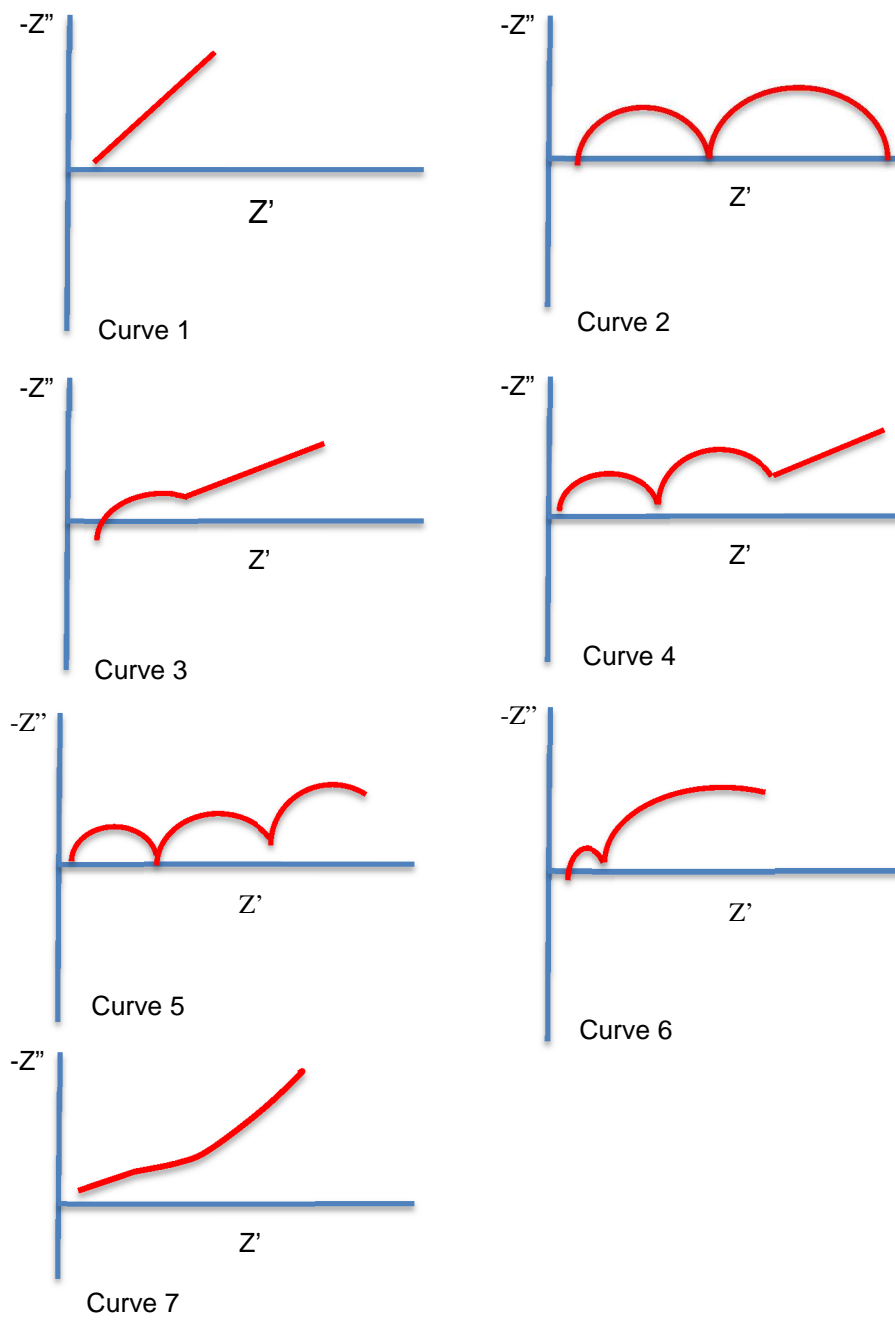 -Z”
Z’
Curve 1
-Z”
Z’
Curve 2
-Z”
Z’
Curve 3
-Z”
Z’
Curve 4
-Z”
Z’
Curve 5
-Z”
Z’
Curve 6
-Z”
Z’
Curve 7